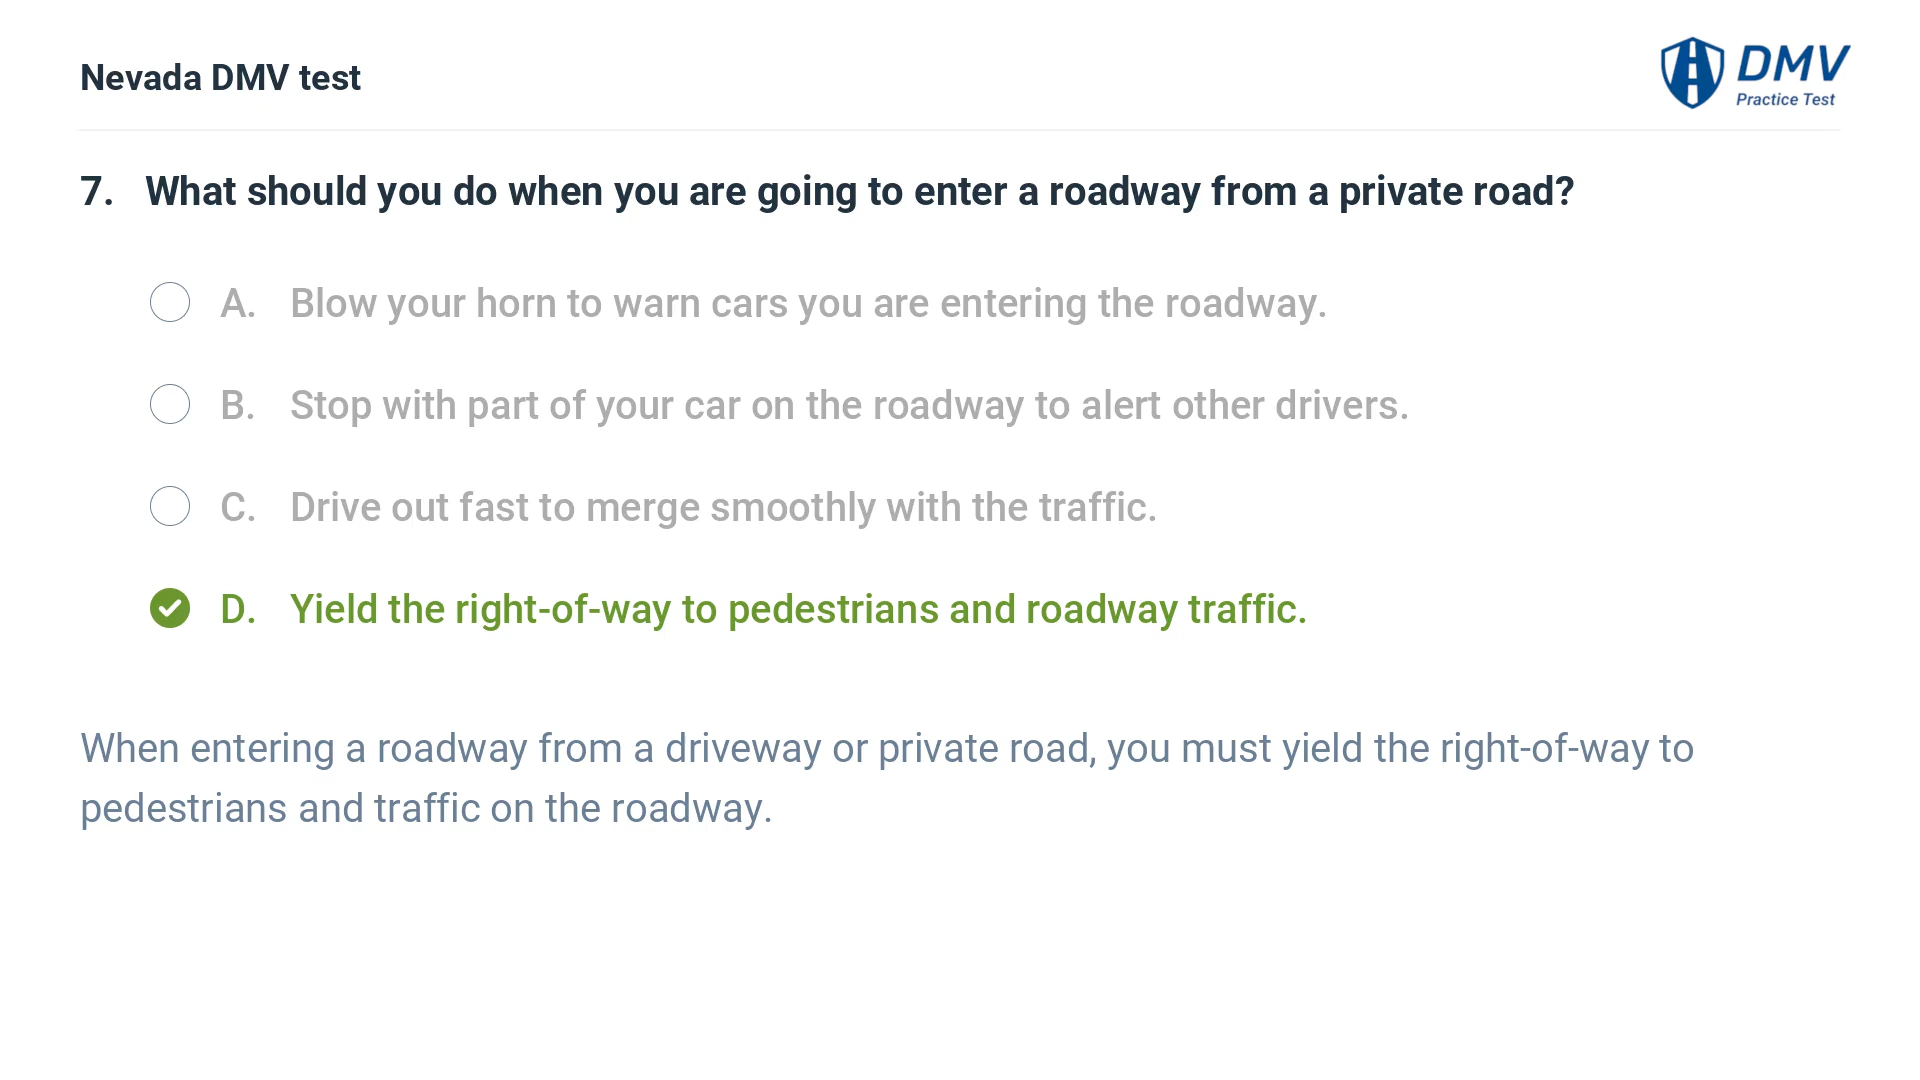 Nevada DMV test
DMV
Practice Test
7. What should you do when you are going to enter a roadway from a private road?
A. Blow your horn to warn cars you are entering the roadway.
B. Stop with part of your car on the roadway to alert other drivers.
C. Drive out fast to merge smoothly with the traffic.
D. Yield the right-of-way to pedestrians and roadway traffic.
When entering a roadway from a driveway or private road, you must yield the right-of-way to
pedestrians and traffic on the roadway.